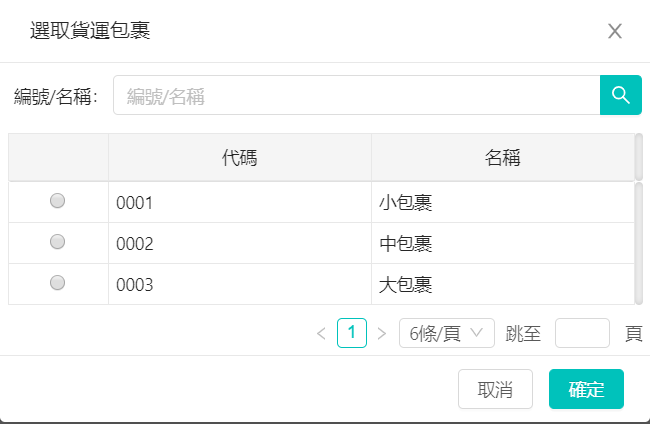 選取貨運包裹
編號/名稱: 編號/名稱
代碼 名稱
0001 小包裹
0002 中包裹
0003 大包裹
< 1 > 6條/頁 跳至 頁
取消 確定